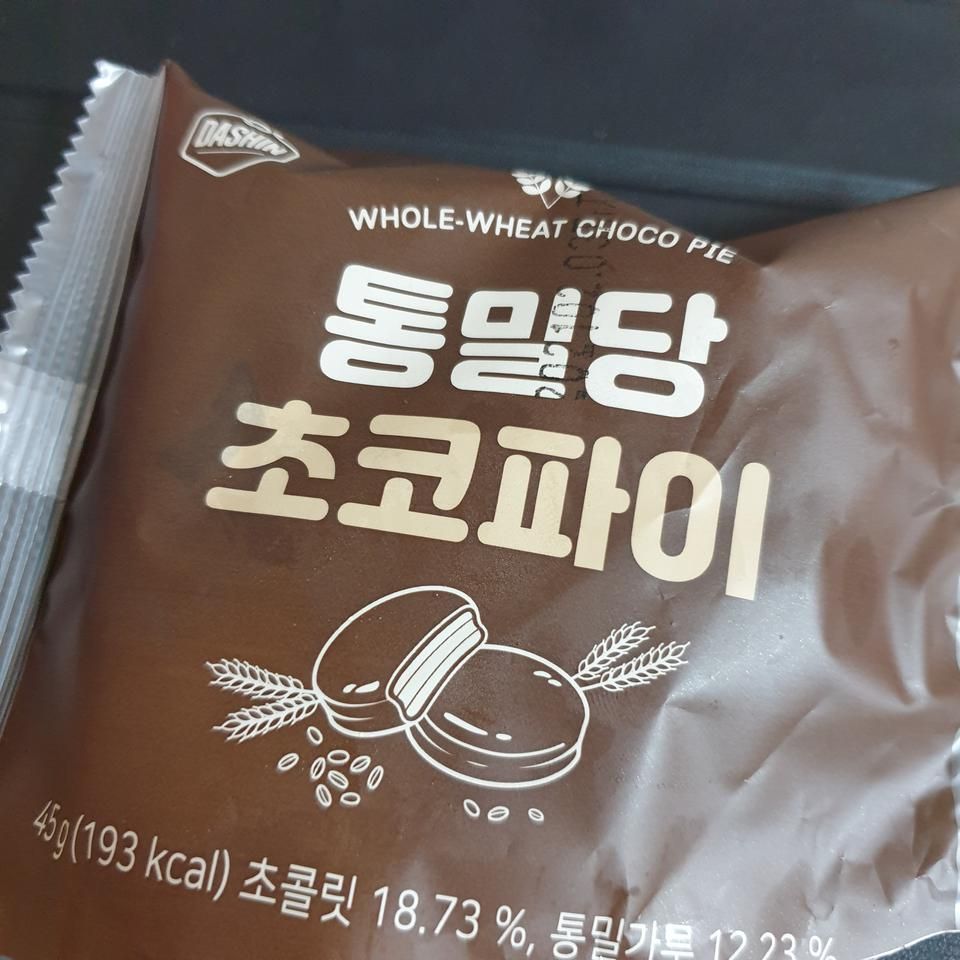 DASHIN
WHOLE-WHEAT CHOCO PIE
통밀당
초코파이
45g(193 kcal) 초콜릿 18.73 %, 통밀가루 12.23 %